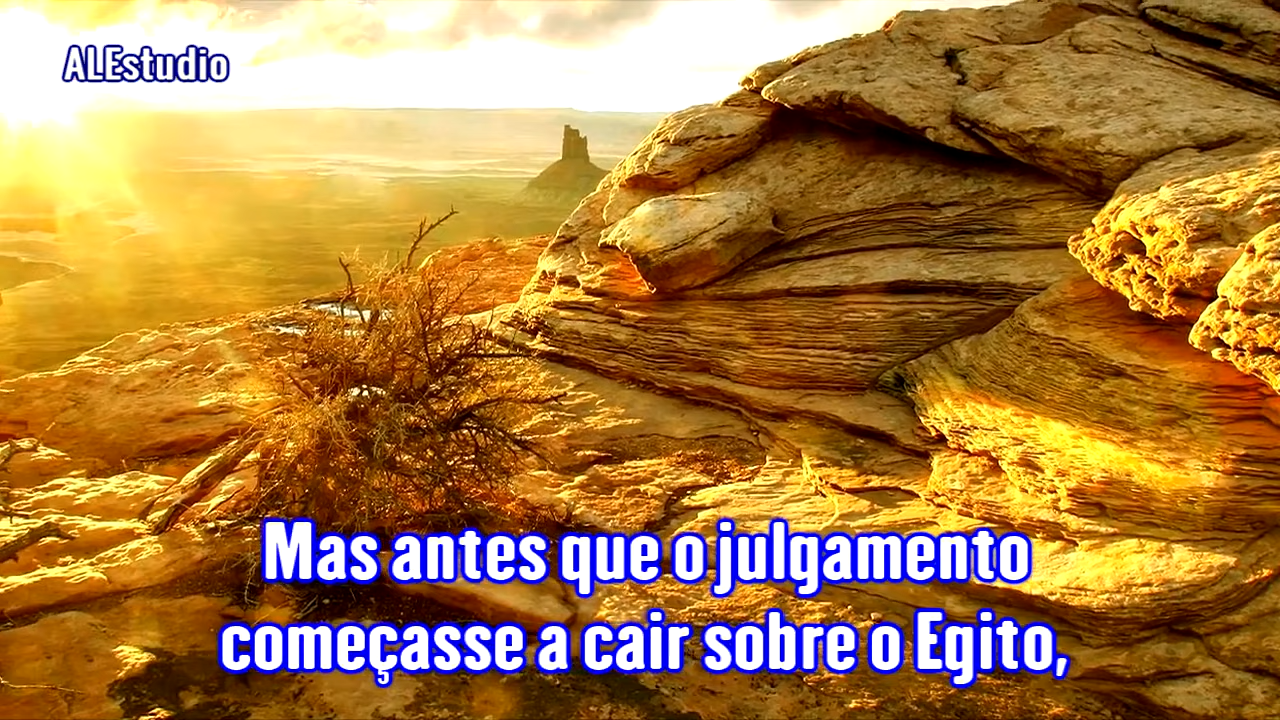 ALEstudio
Mas antes que o julgamento
começasse a cair sobre o Egito,